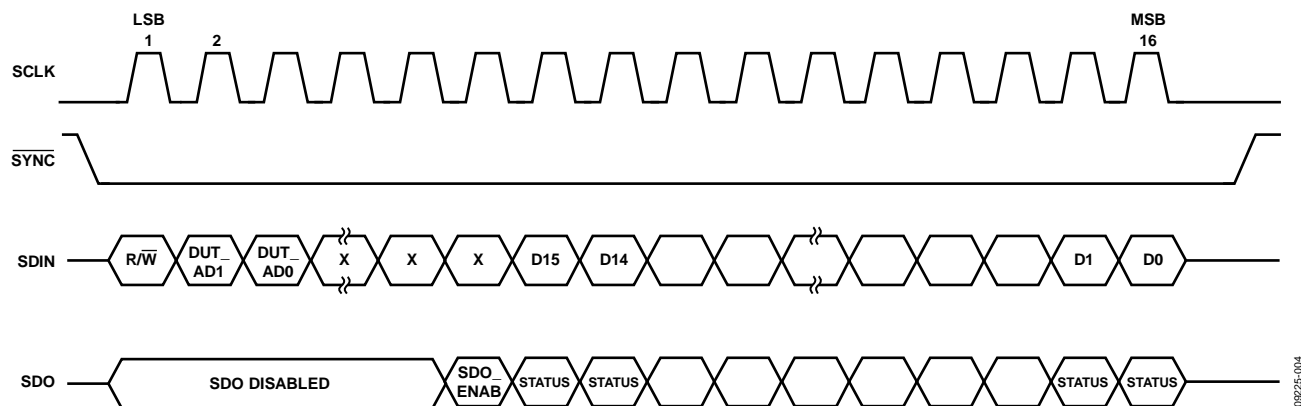 LSB MSB
1 2 16
SCLK
SYNC
SDIN R/W DUT_ DUT_ X X X D15 D14 D1 D0
AD1 AD0
SDO SDO DISABLED SDO_ STATUS STATUS STATUS STATUS
ENAB
09225-004